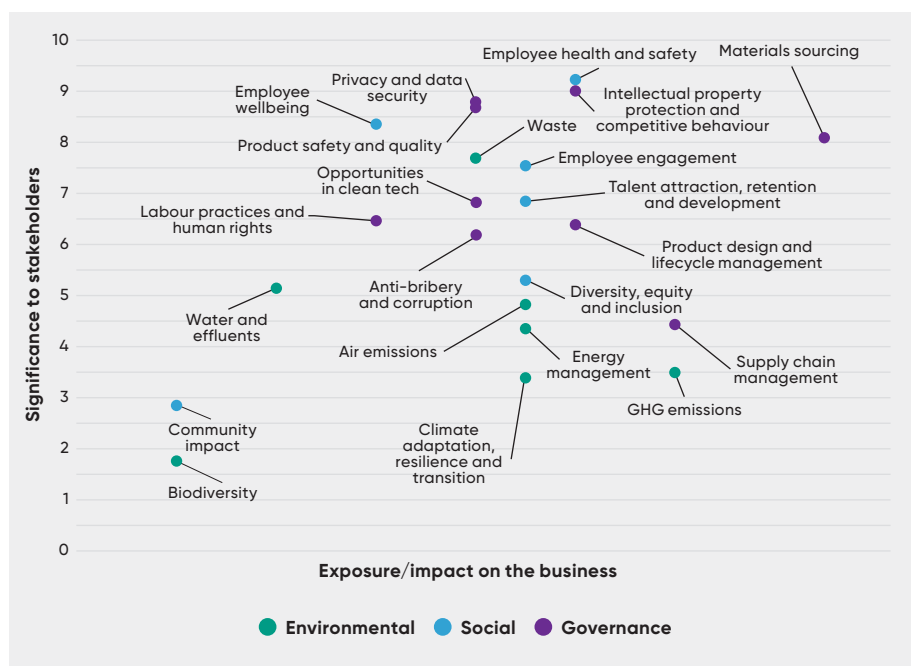 10
9
8
7
6
5
4
3
2
1
0
Significance to stakeholders
Employee health and safety
Materials sourcing
Privacy and data
security
Employee
wellbeing
Intellectual property
protection and
competitive behaviour
Product safety and quality
Waste
Employee engagement
Opportunities
in clean tech
Talent attraction, retention
and development
Labour practices and
human rights
Product design and
lifecycle management
Anti-bribery
and corruption
Diversity, equity
and inclusion
Water and
effluents
Air emissions
Energy
management
Supply chain
management
GHG emissions
Community
impact
Climate
adaptation,
resilience and
transition
Biodiversity
Exposure/impact on the business
Environmental
Social
Governance